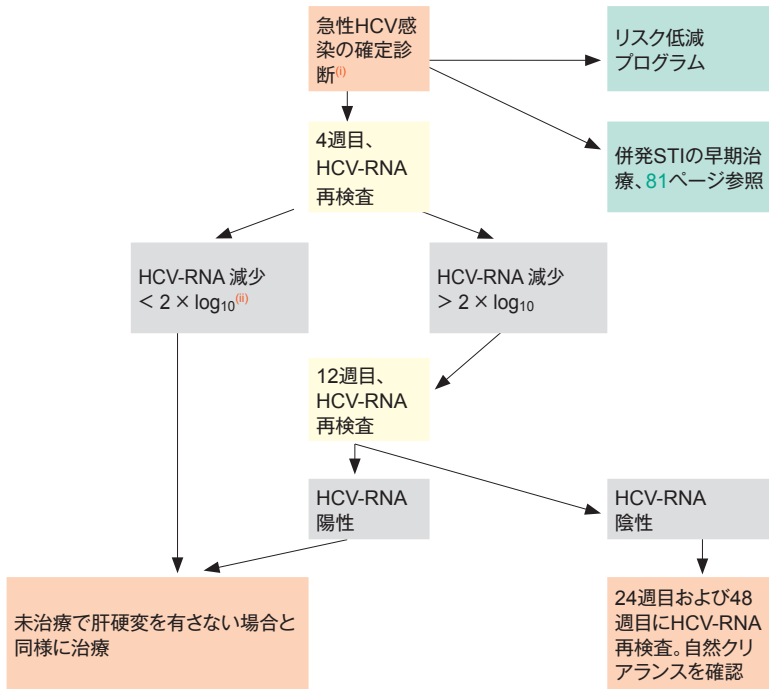 急性HCV感
染の確定診
断(i)
リスク低減
プログラム
4週目、
HCV-RNA
再検査
併発STIの早期治
療、81ページ参照
HCV-RNA 減少
< 2 × log₁₀(ii)
HCV-RNA 減少
> 2 × log₁₀
12週目、
HCV-RNA
再検査
HCV-RNA
陽性
HCV-RNA
陰性
未治療で肝硬変を有さない場合と
同様に治療
24週目および48
週目にHCV-RNA
再検査。自然クリ
アランスを確認